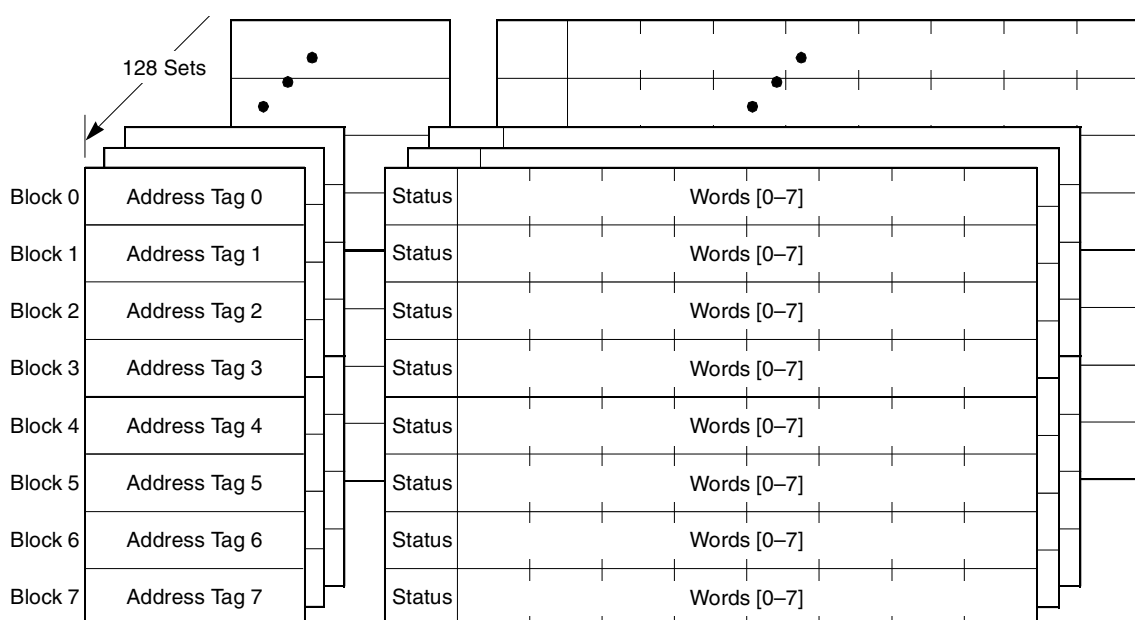 128 Sets
Block 0 Address Tag 0 Status Words [0–7]
Block 1 Address Tag 1 Status Words [0–7]
Block 2 Address Tag 2 Status Words [0–7]
Block 3 Address Tag 3 Status Words [0–7]
Block 4 Address Tag 4 Status Words [0–7]
Block 5 Address Tag 5 Status Words [0–7]
Block 6 Address Tag 6 Status Words [0–7]
Block 7 Address Tag 7 Status Words [0–7]